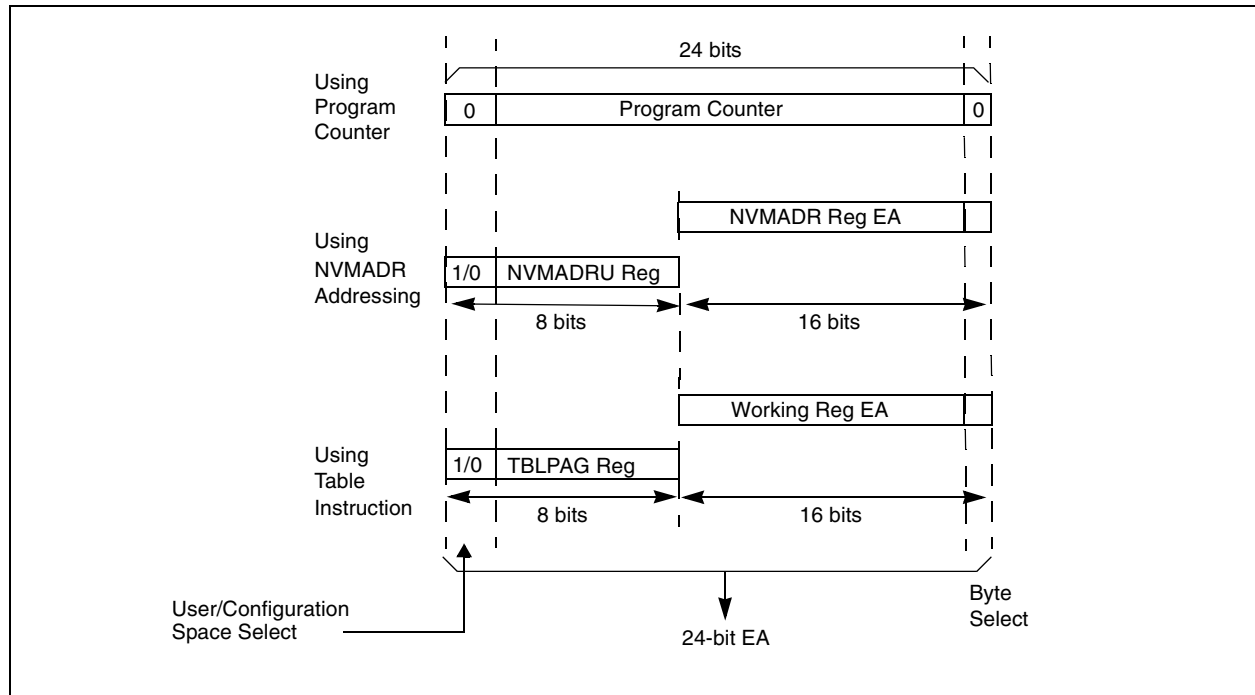 24 bits
Using
Program
Counter
0
Program Counter
0
NVMADR Reg EA
Using
NVMADR
Addressing
1/0
NVMADRU Reg
8 bits
16 bits
Working Reg EA
Using
Table
Instruction
1/0
TBLPAG Reg
8 bits
16 bits
User/Configuration
Space Select
24-bit EA
Byte
Select